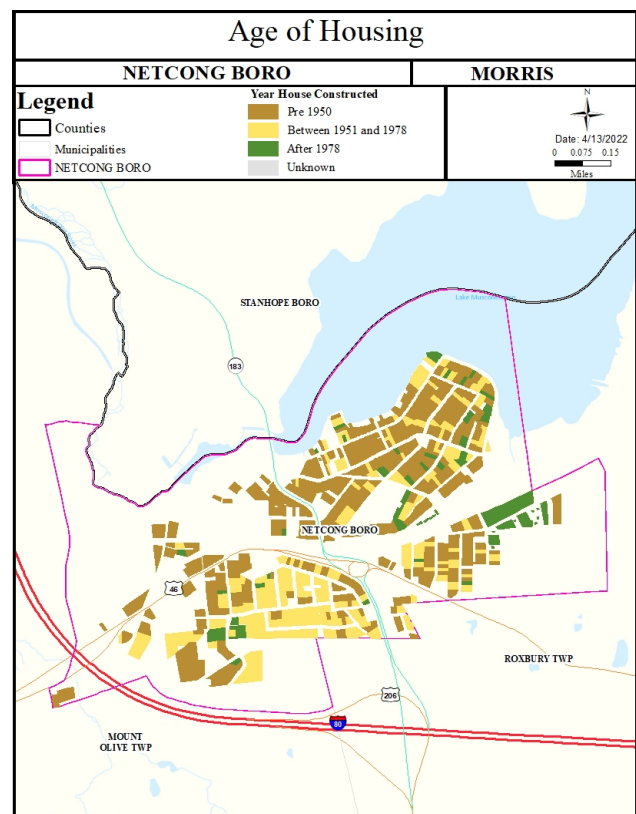 Age of Housing
NETCONG BORO
MORRIS
Legend
Counties
Municipalities
NETCONG BORO
Year House Constructed
Pre 1950
Between 1951 and 1978
After 1978
Unknown
N
Date: 4/13/2022
0 0.075 0.15
Miles
STANHOPE BORO
Lake
183
NETCONG BORO
46
ROXBURY TWP
206
80
MOUNT
OLIVE TWP